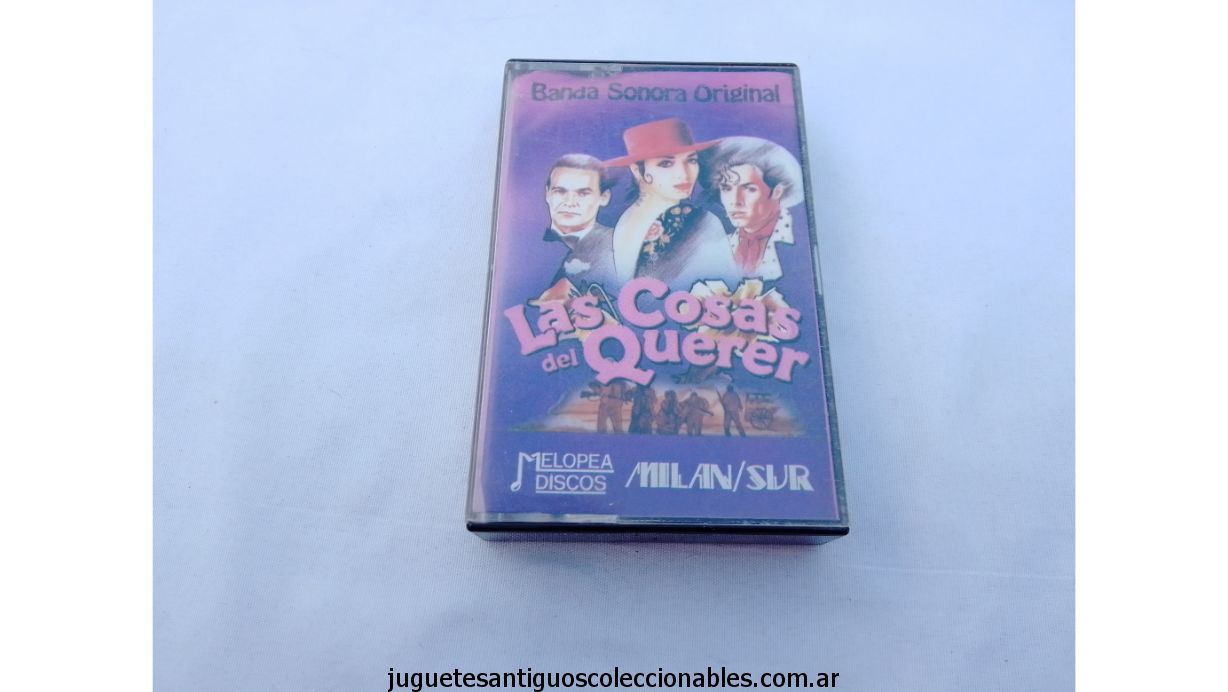 Banda Sonora Original
Las Cosas
del Querer
MELOPEA
DISCOS
MILAN/SUR
juguetesantiguoscoleccionables.com.ar